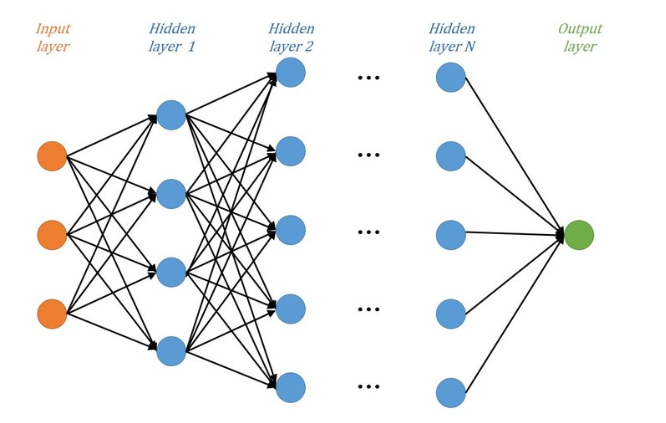 Input
layer
Hidden
layer 1
Hidden
layer 2
Hidden
layer N
Output
layer
...
...
...
...
...